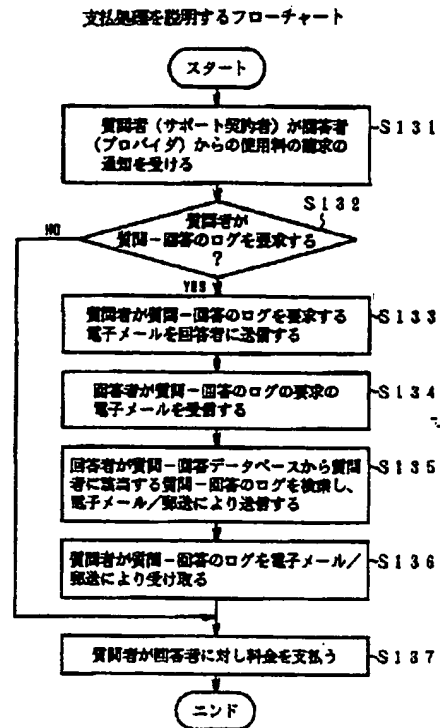 支払処理を説明するフローチャート
スタート
質問者（サポート契約者）が回答者
（プロバイダ）からの使用料の請求の
通知を受ける
S131
S132
質問者が
質問－回答のログを要求する
?
NO
YES
質問者が質問－回答のログを要求する
電子メールを回答者に送信する
S133
回答者が質問－回答のログの要求の
電子メールを受信する
S134
回答者が質問－回答データベースから質問
者に該当する質問－回答のログを検索し、
電子メール／郵送により送信する
S135
質問者が質問－回答のログを電子メール／
郵送により受け取る
S136
質問者が回答者に対し料金を支払う
S137
エンド